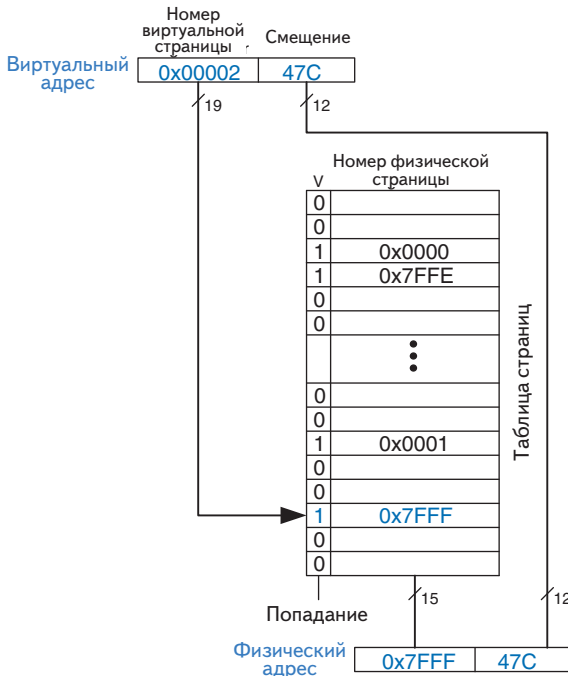 Номер
виртуальной
страницы
Смещение
Виртуальный
адрес
0x00002
47C
19
12
Номер физической
страницы
V
0
0
1 0x0000
1 0x7FFE
0
0
0
0
1 0x0001
0
0
1 0x7FFF
0
0
Таблица страниц
15
12
Попадание
Физический
адрес
0x7FFF
47C